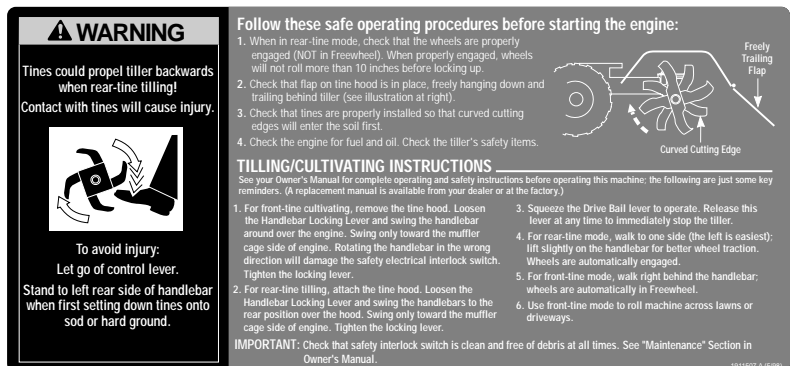 WARNING
Tines could propel tiller backwards
when rear-tine tilling!
Contact with tines will cause injury.
To avoid injury:
Let go of control lever.
Stand to left rear side of handlebar
when first setting down tines onto
sod or hard ground.
Follow these safe operating procedures before starting the engine:
1. When in rear-tine mode, check that the wheels are properly
engaged (NOT in Freewheel). When properly engaged, wheels
will not roll more than 10 inches before locking up.
2. Check that flap on tine hood is in place, freely hanging down and
trailing behind tiller (see illustration at right).
3. Check that tines are properly installed so that curved cutting
edges will enter the soil first.
4. Check the engine for fuel and oil. Check the tiller's safety items.
Freely
Trailing
Flap
Curved Cutting Edge
TILLING/CULTIVATING INSTRUCTIONS
See your Owner's Manual for complete operating and safety instructions before operating this machine; the following are just some key
reminders. (A replacement manual is available from your dealer or at the factory.)
1. For front-tine cultivating, remove the tine hood. Loosen
the Handlebar Locking Lever and swing the handlebar
around over the engine. Swing only toward the muffler
cage side of engine. Rotating the handlebar in the wrong
direction will damage the safety electrical interlock switch.
Tighten the locking lever.
2. For rear-tine tilling, attach the tine hood. Loosen the
Handlebar Locking Lever and swing the handlebars to the
rear position over the hood. Swing only toward the muffler
cage side of engine. Tighten the locking lever.
3. Squeeze the Drive Bail lever to operate. Release this
lever at any time to immediately stop the tiller.
4. For rear-tine mode, walk to one side (the left is easiest);
lift slightly on the handlebar for better wheel traction.
Wheels are automatically engaged.
5. For front-tine mode, walk right behind the handlebar;
wheels are automatically in Freewheel.
6. Use front-tine mode to roll machine across lawns or
driveways.
IMPORTANT: Check that safety interlock switch is clean and free of debris at all times. See "Maintenance" Section in
Owner's Manual.